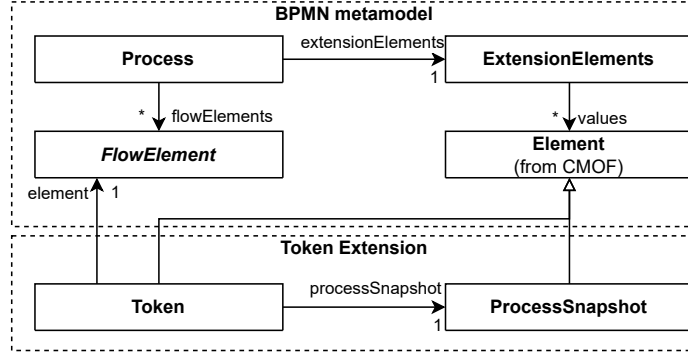 BPMN metamodel
Process
extensionElements
1
ExtensionElements
* flowElements
* values
FlowElement
Element
(from CMOF)
element 1
Token Extension
Token
processSnapshot
1
ProcessSnapshot